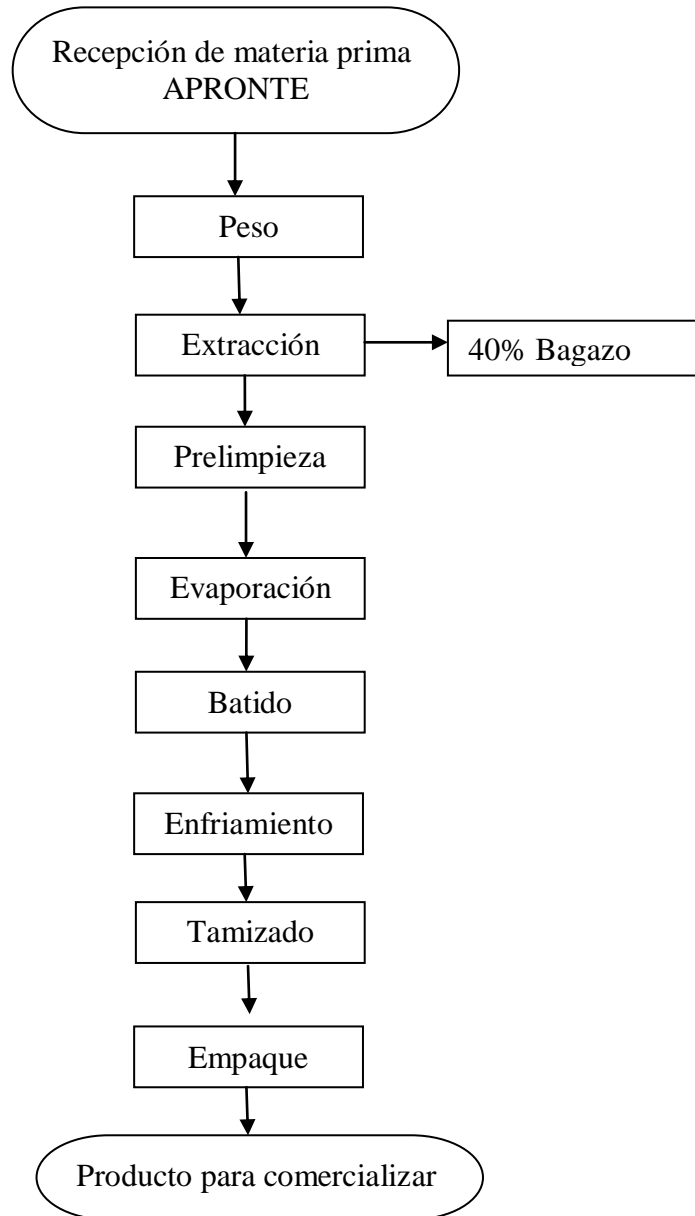 Recepción de materia prima
APRONTE
Peso
Extracción
40% Bagazo
Prelimpieza
Evaporación
Batido
Enfriamiento
Tamizado
Empaque
Producto para comercializar